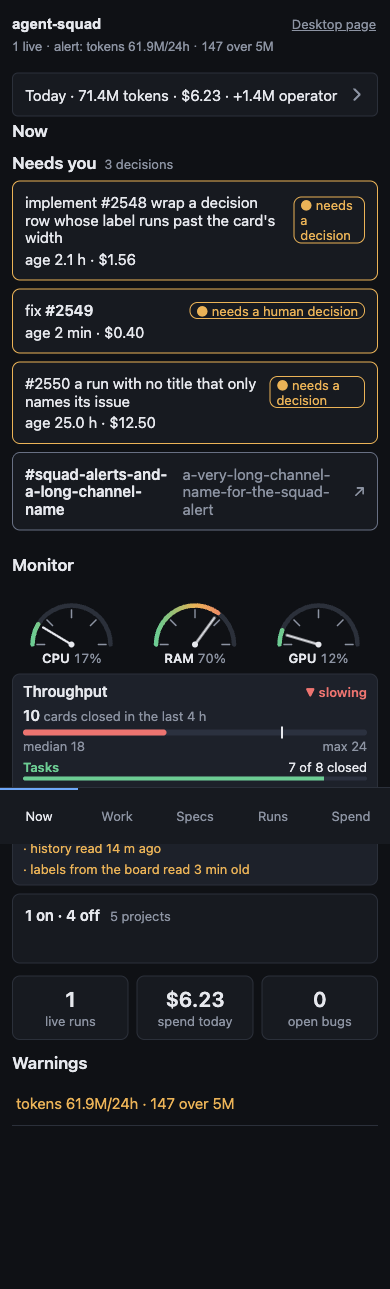 agent-squad
Desktop page
1 live · alert: tokens 61.9M/24h · 147 over 5M
Today · 71.4M tokens · $6.23 · +1.4M operator
Now
Needs you 3 decisions
implement #2548 wrap a decision
row whose label runs past the card's
width
needs
a
decision
age 2.1 h · $1.56
fix #2549
needs a human decision
age 2 min · $0.40
#2550 a run with no title that only
names its issue
needs a
decision
age 25.0 h · $12.50
#squad-alerts-and-
a-long-channel-
name
a-very-long-channel-
name-for-the-squad-
alert
Monitor
CPU 17%
RAM 70%
GPU 12%
Throughput
slowing
10 cards closed in the last 4 h
median 18
max 24
Tasks
7 of 8 closed
Now
Work
Specs
Runs
Spend
· history read 14 m ago
· labels from the board read 3 min old
1 on · 4 off 5 projects
1
live runs
$6.23
spend today
0
open bugs
Warnings
tokens 61.9M/24h · 147 over 5M